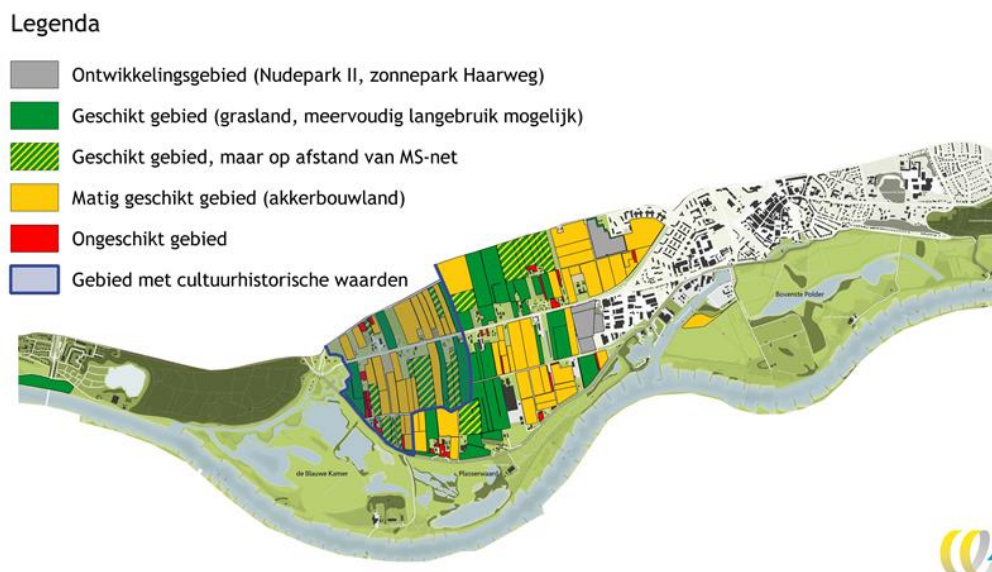 Legenda
Ontwikkelingsgebied (Nudepark II, zonnepark Haarweg)
Geschikt gebied (grasland, meervoudig langebruik mogelijk)
Geschikt gebied, maar op afstand van MS-net
Matig geschikt gebied (akkerbouwland)
Ongeschikt gebied
Gebied met cultuurhistorische waarden
Bovenste Polder
de Blauwe Kamer
Plasserwaard